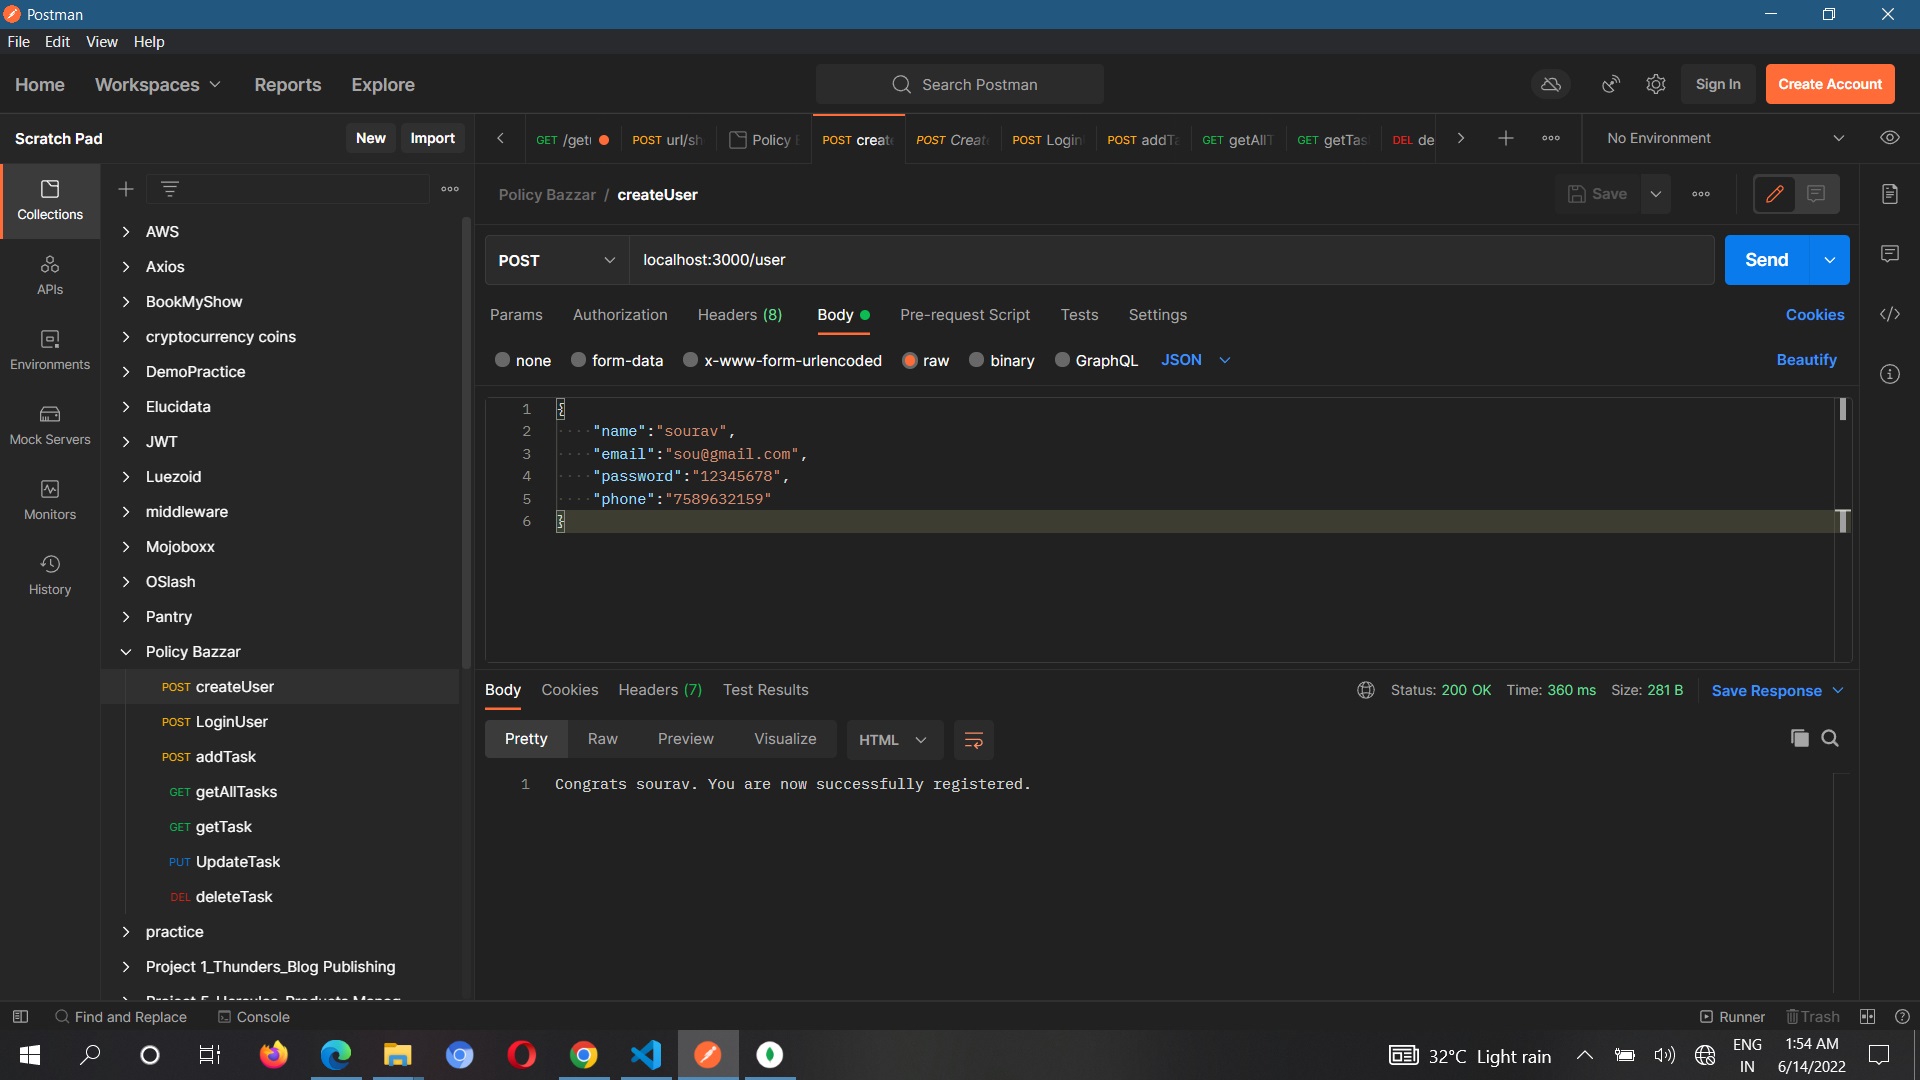 Postman
File Edit View Help
Home Workspaces Reports Explore
Search Postman
Sign In
Create Account
Scratch Pad
New Import
GET /get
POST url/sh
Policy
POST creat
POST Creat
POST Login
POST addTa
GET getAllT
GET getTas
DEL de
No Environment
Collections
APIs
Environments
Mock Servers
Monitors
History
AWS
Axios
BookMyShow
cryptocurrency coins
DemoPractice
Elucidata
JWT
Luezoid
middleware
Mojoboxx
OSlash
Pantry
Policy Bazzar
POST createUser
POST LoginUser
POST addTask
GET getAllTasks
GET getTask
PUT UpdateTask
DEL deleteTask
practice
Project 1_Thunders_Blog Publishing
Policy Bazzar / createUser
Save
POST localhost:3000/user Send
Params Authorization Headers (8) Body Pre-request Script Tests Settings Cookies
none form-data x-www-form-urlencoded raw binary GraphQL JSON Beautify
1 {
2 "name":"sourav",
3 "email":"sou@gmail.com",
4 "password":"12345678",
5 "phone":"7589632159"
6 }
Body Cookies Headers (7) Test Results Status: 200 OK Time: 360 ms Size: 281 B Save Response
Pretty Raw Preview Visualize HTML
1 Congrats sourav. You are now successfully registered.
Find and Replace Console Runner Trash
32°C Light rain
ENG
IN
1:54 AM
6/14/2022